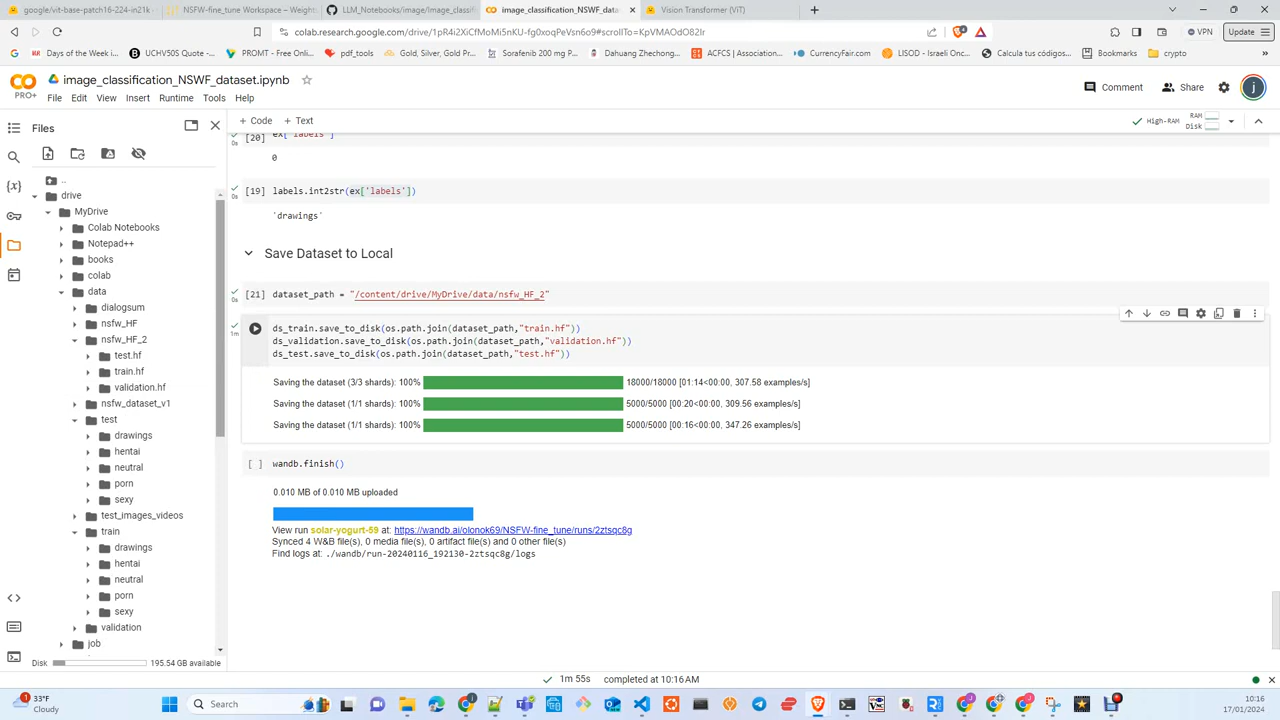 google/vit-base-patch16-224-in21k
NSFW-fine_tune Workspace – Weight
LLM_Notebooks/image/Image_classifi
image_classification_NSWF_data
Vision Transformer (ViT)
colab.research.google.com/drive/1pR4i2XiCfMoMi5nKU-fg0xoqPeVsn6o9#scrollTo=KpVMAOdO82Ir
VPN
Update
MAR
Days of the Week i...
UCHV50S Quote -...
PROMT - Free Onli...
pdf_tools
Gold, Silver, Gold Pr...
Sorafenib 200 mg P...
Dahuang Zhechong...
ACFCS | Association...
CurrencyFair.com
LISOD - Israeli Onco...
Calcula tus códigos...
Bookmarks
crypto
PRO+
image_classification_NSWF_dataset.ipynb
File Edit View Insert Runtime Tools Help
Comment
Share
j
Files
+ Code + Text
High-RAM
RAM
Disk
..
drive
MyDrive
Colab Notebooks
Notepad++
books
colab
data
dialogsum
nsfw_HF
nsfw_HF_2
test.hf
train.hf
validation.hf
nsfw_dataset_v1
test
drawings
hentai
neutral
porn
sexy
test_images_videos
train
drawings
hentai
neutral
porn
sexy
validation
job
Disk 195.54 GB available
[20] ex['labels']
0s
0
[19] labels.int2str(ex['labels'])
0s
'drawings'
Save Dataset to Local
[21] dataset_path = "/content/drive/MyDrive/data/nsfw_HF_2"
0s
ds_train.save_to_disk(os.path.join(dataset_path,"train.hf"))
1m
ds_validation.save_to_disk(os.path.join(dataset_path,"validation.hf"))
ds_test.save_to_disk(os.path.join(dataset_path,"test.hf"))
Saving the dataset (3/3 shards): 100% 18000/18000 [01:14<00:00, 307.58 examples/s]
Saving the dataset (1/1 shards): 100% 5000/5000 [00:20<00:00, 309.56 examples/s]
Saving the dataset (1/1 shards): 100% 5000/5000 [00:16<00:00, 347.26 examples/s]
[ ] wandb.finish()
0.010 MB of 0.010 MB uploaded
View run solar-yogurt-59 at: https://wandb.ai/olonok69/NSFW-fine_tune/runs/2ztsqc8g
Synced 4 W&B file(s), 0 media file(s), 0 artifact file(s) and 0 other file(s)
Find logs at: ./wandb/run-20240116_192130-2ztsqc8g/logs
1m 55s completed at 10:16 AM
33°F
Cloudy
Search
10:16
17/01/2024